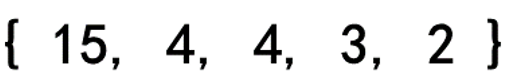 { 15, 4, 4, 3, 2 }